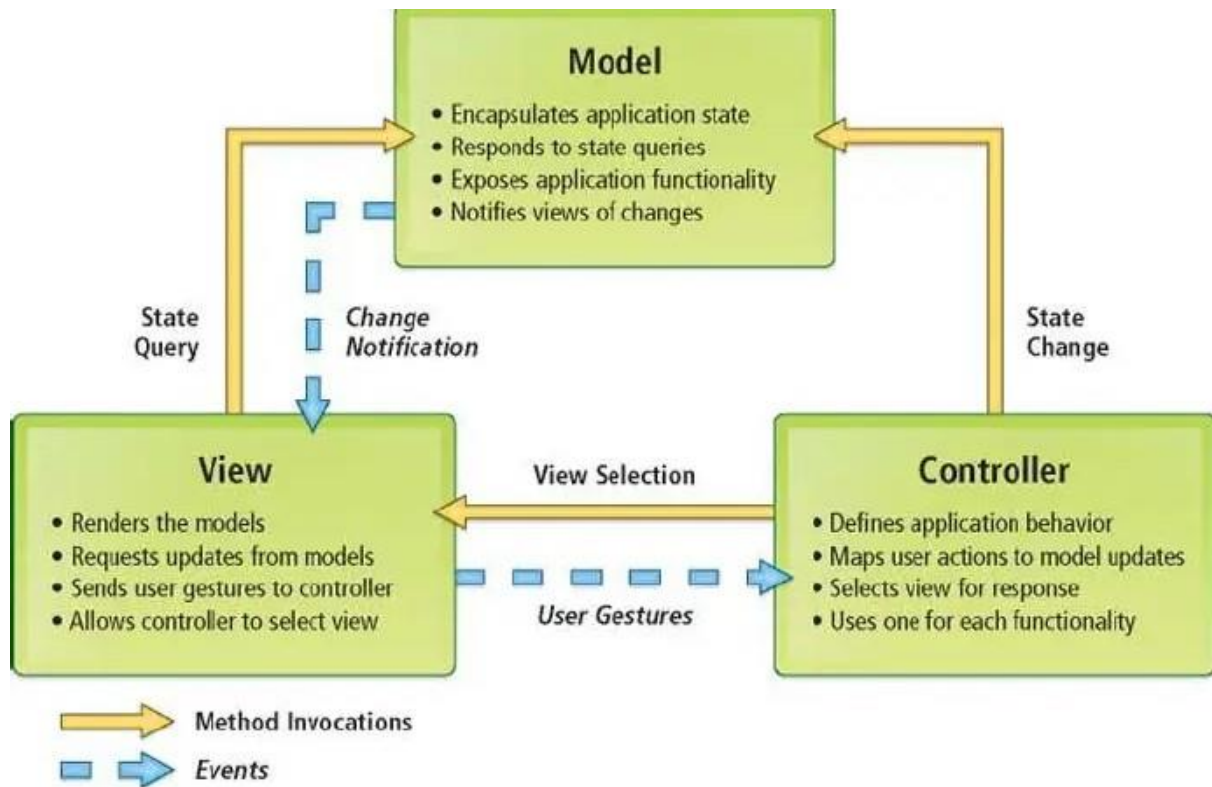 Model
• Encapsulates application state
• Responds to state queries
• Exposes application functionality
• Notifies views of changes
State
Query
Change
Notification
State
Change
View
• Renders the models
• Requests updates from models
• Sends user gestures to controller
• Allows controller to select view
View Selection
User Gestures
Controller
• Defines application behavior
• Maps user actions to model updates
• Selects view for response
• Uses one for each functionality
Method Invocations
Events